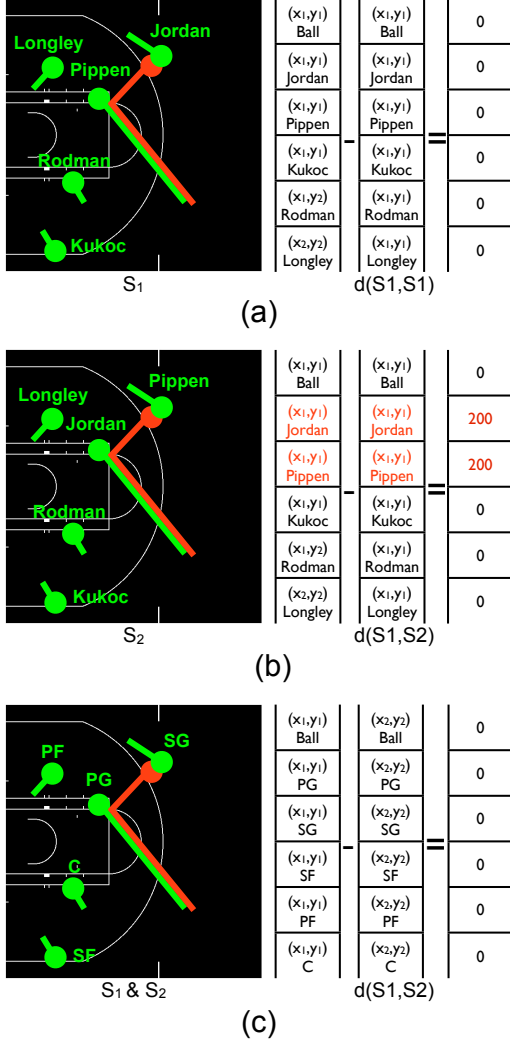 Longley
Jordan
Pippen
Rodman
Kukoc
S1
(x1,y1) (x1,y1)
Ball Ball 0
(x1,y1) (x1,y1)
Jordan Jordan 0
(x1,y1) (x1,y1)
Pippen Pippen 0
(x1,y1) (x1,y1)
Kukoc - Kukoc = 0
(x1,y2) (x1,y1)
Rodman Rodman 0
(x2,y2) (x1,y1)
Longley Longley 0
d(S1,S1)
(a)
Pippen
Longley
Jordan
Rodman
Kukoc
S2
(x1,y1) (x1,y1)
Ball Ball 0
(x1,y1) (x1,y1)
Jordan Jordan 200
(x1,y1) (x1,y1)
Pippen Pippen 200
(x1,y1) (x1,y1)
Kukoc - Kukoc = 0
(x1,y2) (x1,y1)
Rodman Rodman 0
(x2,y2) (x1,y1)
Longley Longley 0
d(S1,S2)
(b)
SG
PF
PG
C
SF
S1 & S2
(x1,y1) (x2,y2)
Ball Ball 0
(x1,y1) (x2,y2)
PG PG 0
(x1,y1) (x2,y2)
SG SG 0
(x1,y1) (x2,y2)
SF - SF = 0
(x1,y1) (x2,y2)
PF PF 0
(x1,y1) (x2,y2)
C C 0
d(S1,S2)
(c)